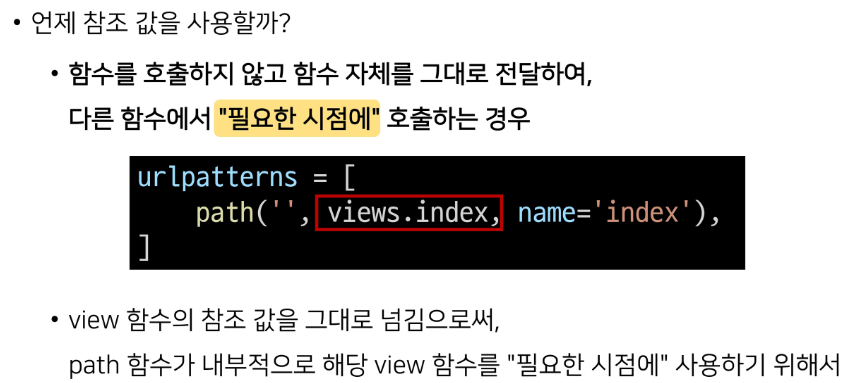 • 언제 참조 값을 사용할까?
• 함수를 호출하지 않고 함수 자체를 그대로 전달하여,
다른 함수에서 "필요한 시점에" 호출하는 경우
urlpatterns = [
    path('', views.index, name='index'),
]
• view 함수의 참조 값을 그대로 넘김으로써,
path 함수가 내부적으로 해당 view 함수를 "필요한 시점에" 사용하기 위해서